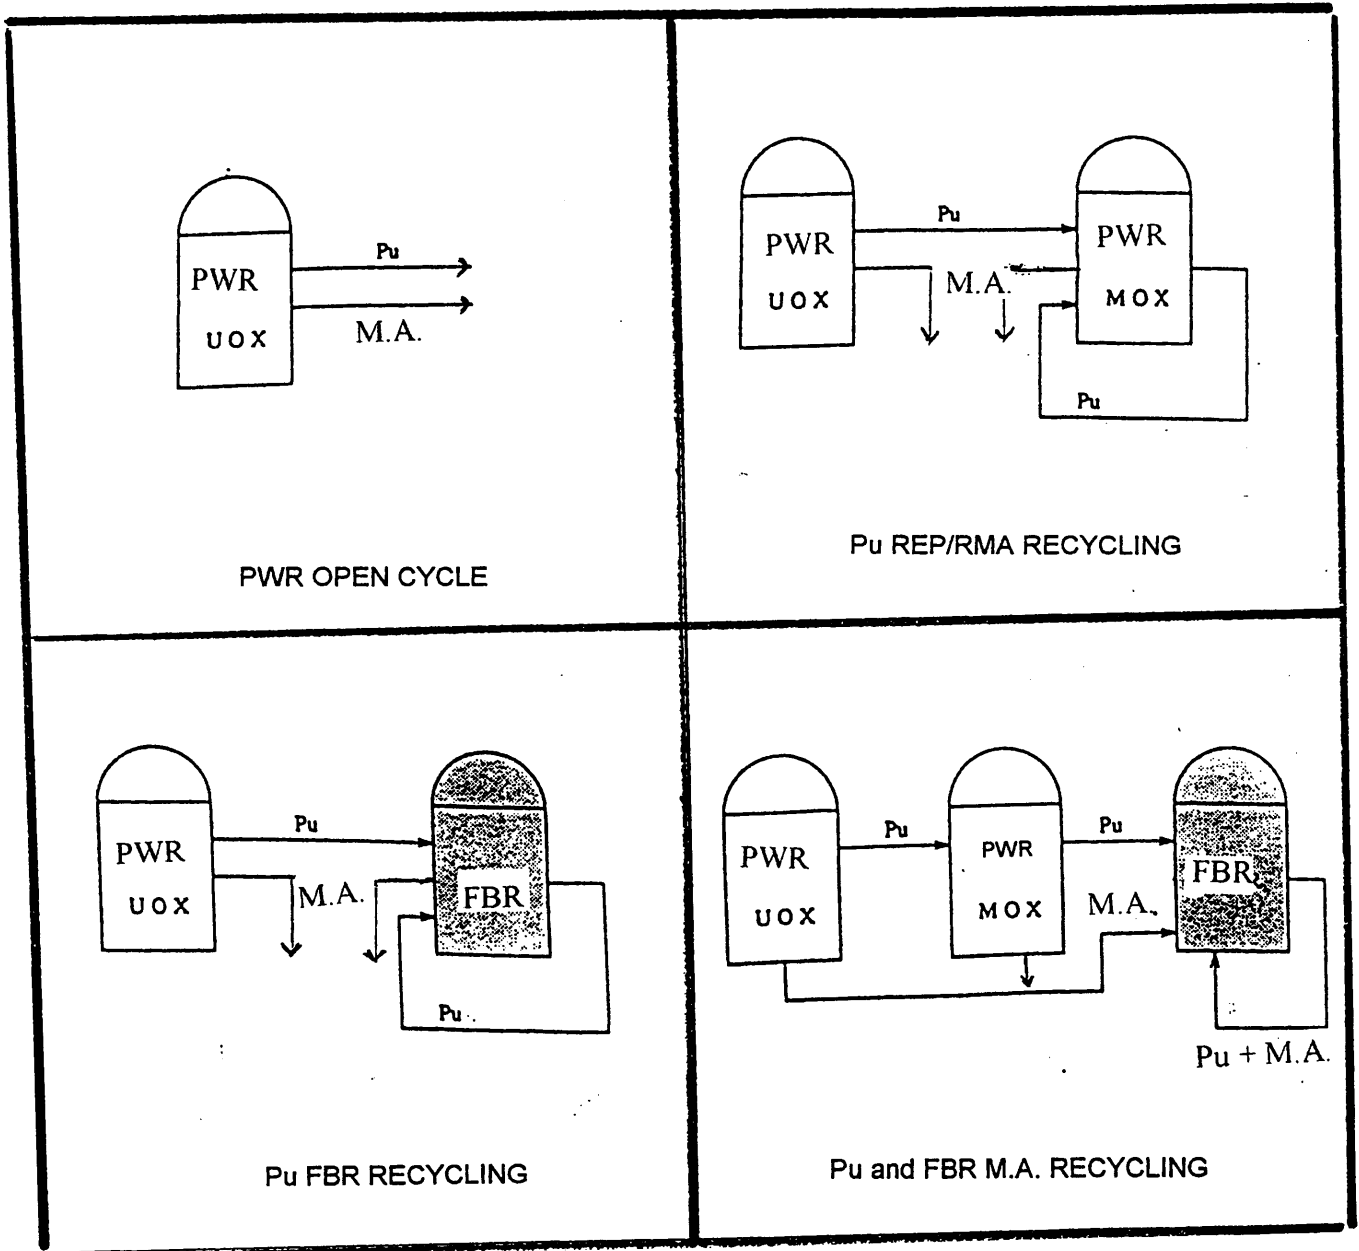 Pu
PWR
UOX
M.A.
PWR OPEN CYCLE
Pu
PWR
UOX
M.A.
PWR
MOX
Pu
Pu REP/RMA RECYCLING
Pu
PWR
UOX
M.A.
FBR
Pu
Pu FBR RECYCLING
Pu
Pu
PWR
UOX
PWR
MOX
M.A.
FBR
Pu + M.A.
Pu and FBR M.A. RECYCLING